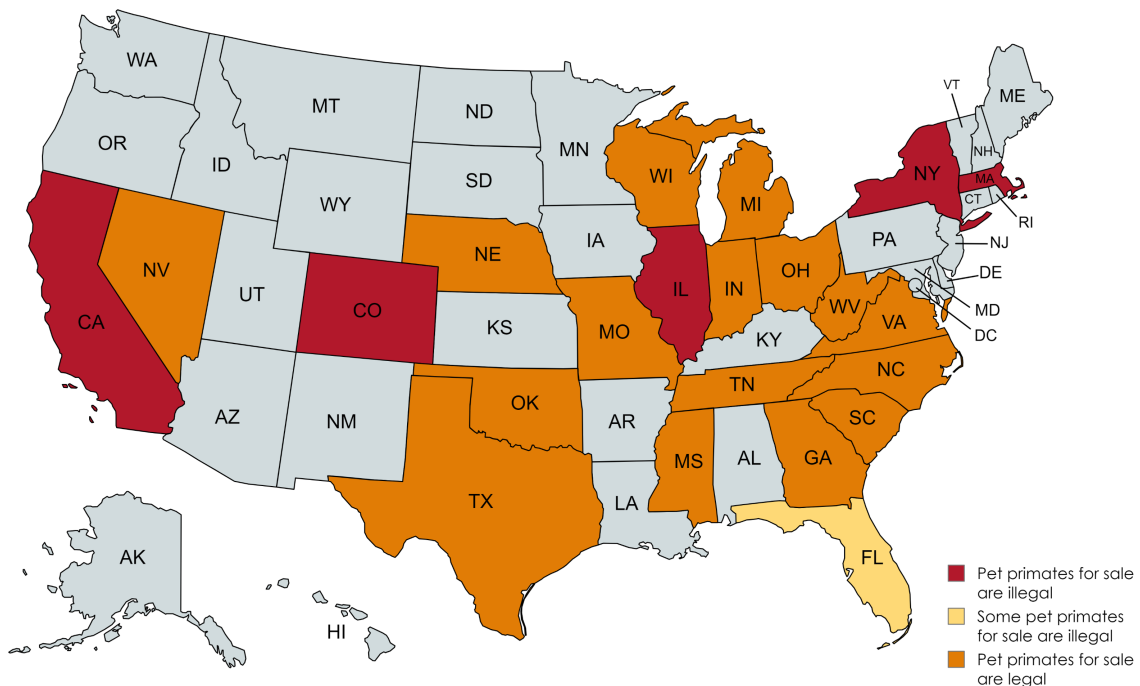 WA
MT
ND
MN
VT
ME
OR
ID
NH
SD
WI
NY
MA
WY
MI
CT
RI
IA
PA
NJ
NE
OH
NV
DE
UT
IL
IN
CO
WV
MD
CA
VA
KS
MO
DC
KY
NC
TN
OK
AZ
NM
AR
SC
MS
AL
GA
TX
LA
AK
FL
HI
Pet primates for sale
are illegal
Some pet primates
for sale are illegal
Pet primates for sale
are legal